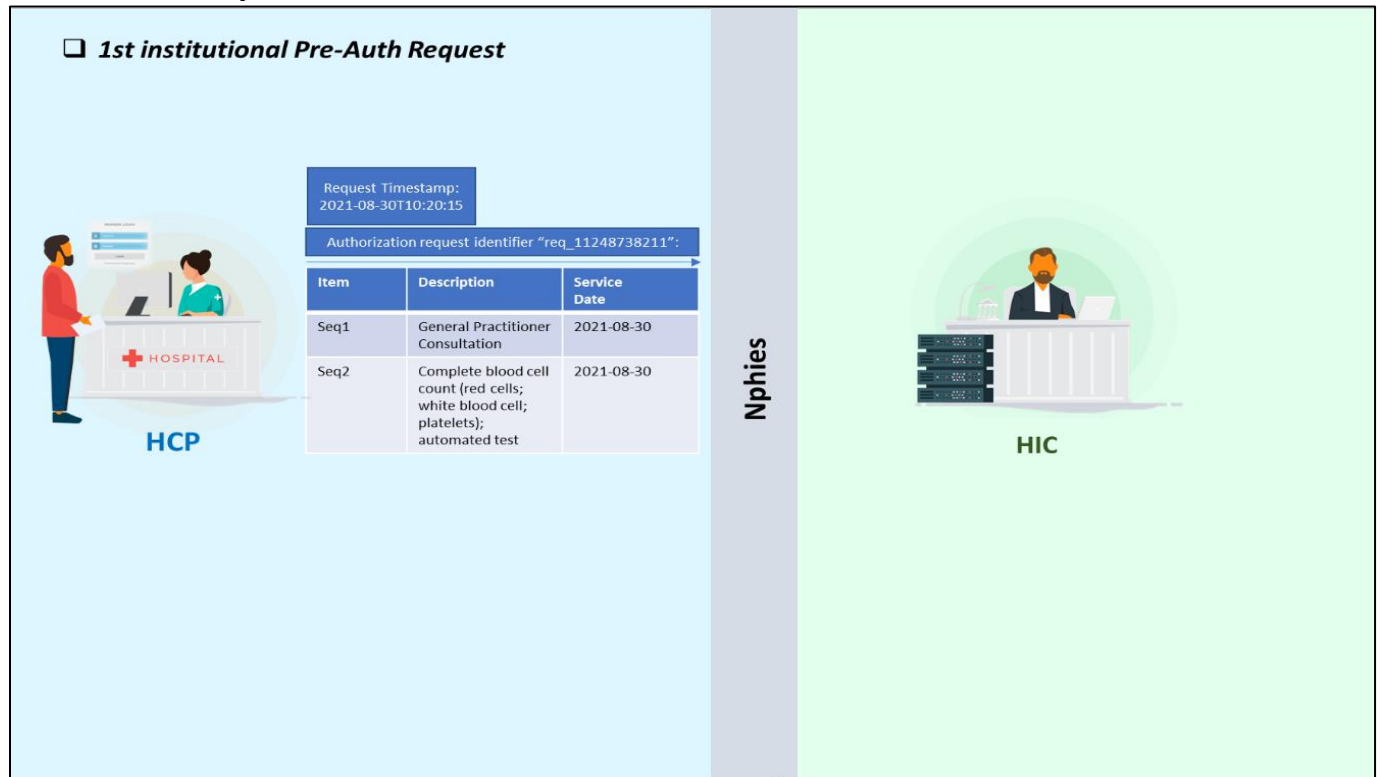 1st institutional Pre-Auth Request
Request Timestamp:
2021-08-30T10:20:15
Authorization request identifier “req_11248738211”:
Item
Description
Service
Date
Seq1
General Practitioner
Consultation
2021-08-30
Seq2
Complete blood cell
count (red cells;
white blood cell;
platelets);
automated test
2021-08-30
HOSPITAL
HCP
Nphies
HIC